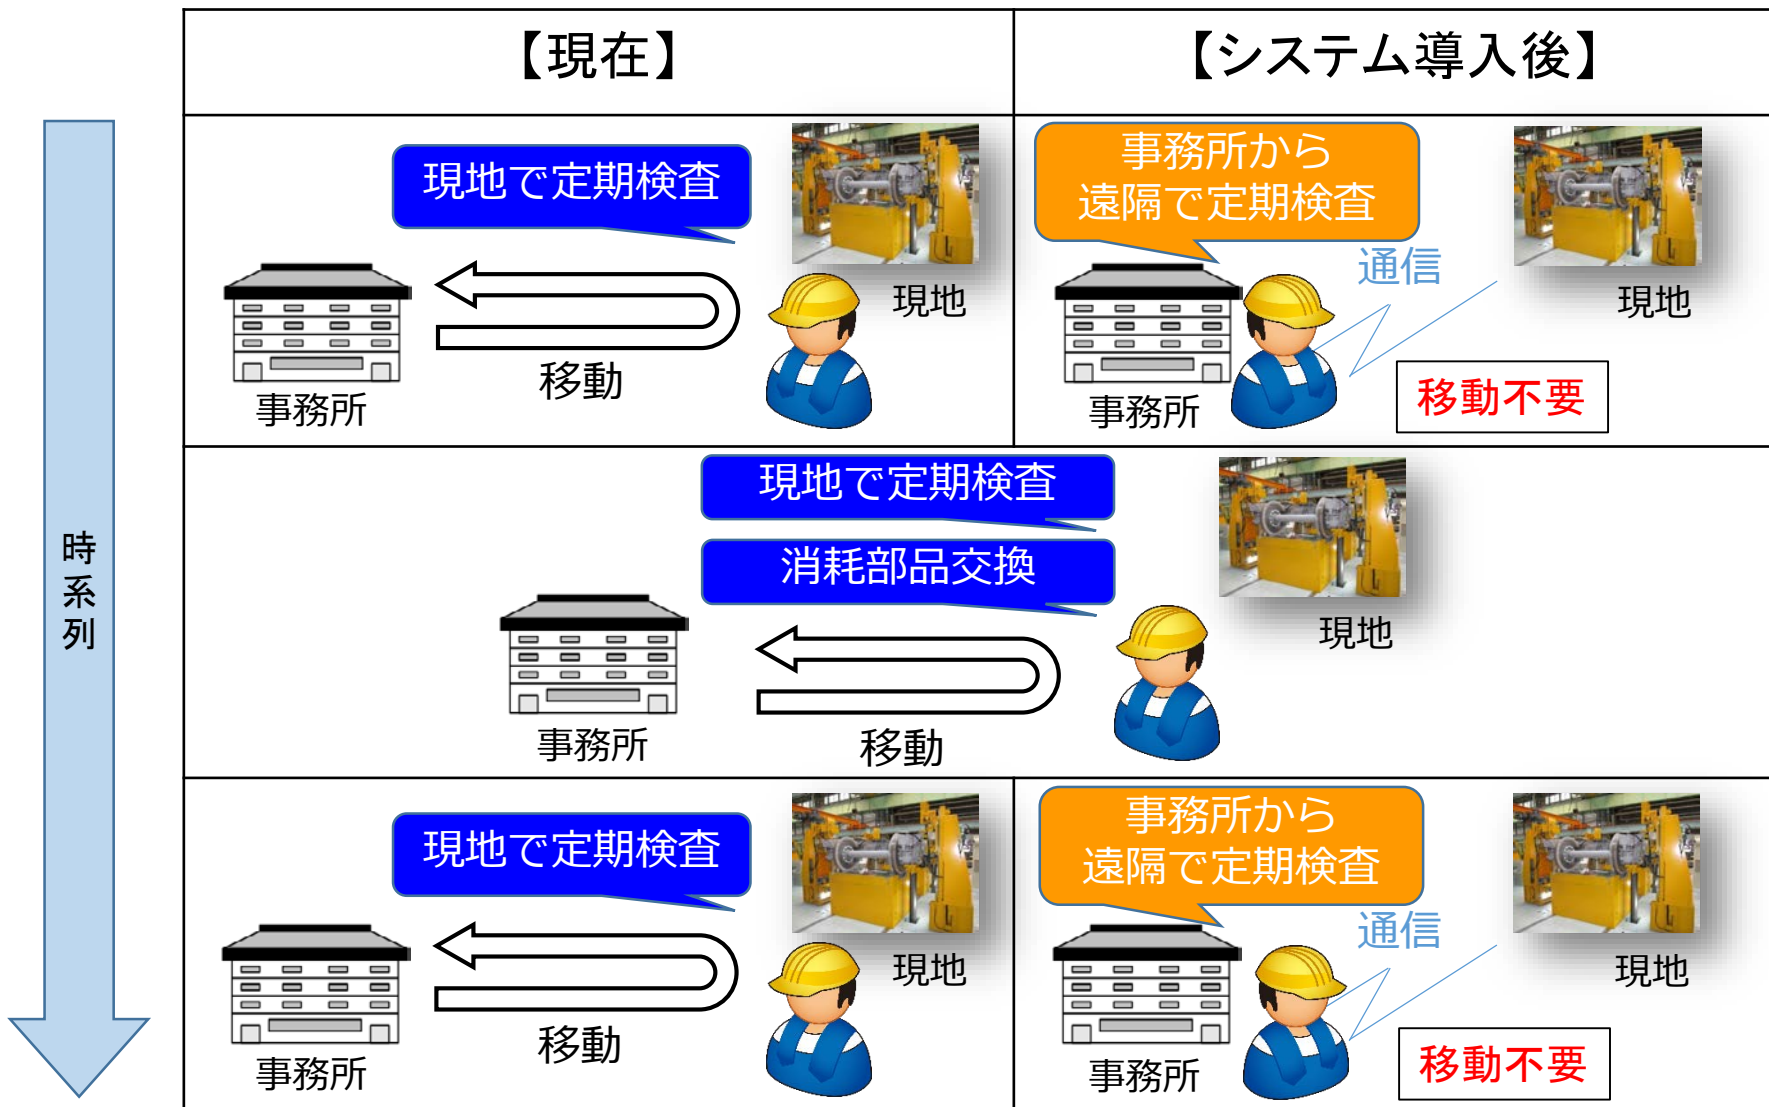 【現在】
【システム導入後】
時系列
現地で定期検査
現地
移動
事務所
事務所から
遠隔で定期検査
通信
現地
移動不要
事務所
現地で定期検査
消耗部品交換
現地
移動
事務所
現地で定期検査
現地
移動
事務所
事務所から
遠隔で定期検査
通信
現地
移動不要
事務所